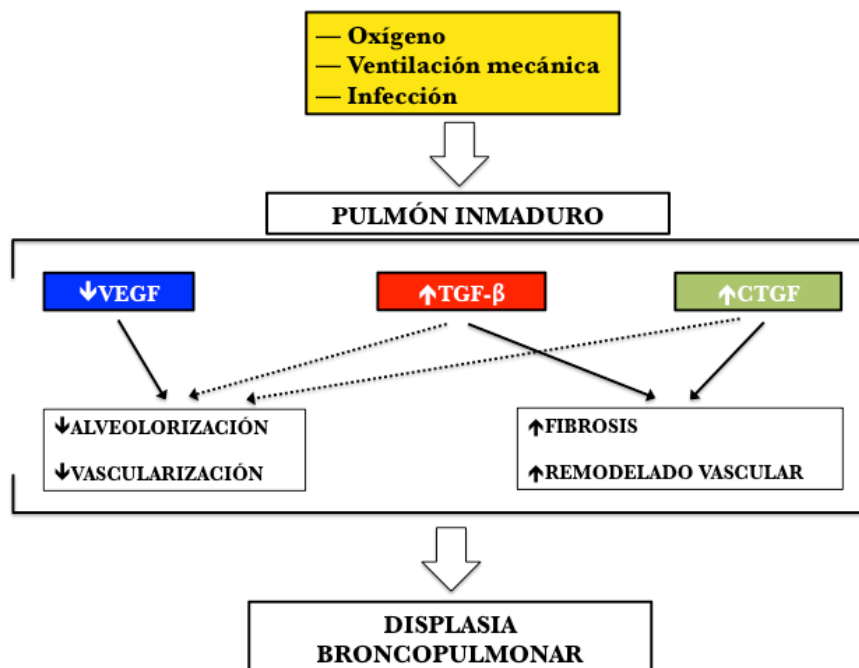 — Oxígeno
— Ventilación mecánica
— Infección
PULMÓN INMADURO
↓VEGF
↑TGF-β
↑CTGF
↓ALVEOLORIZACIÓN
↓VASCULARIZACIÓN
↑FIBROSIS
↑REMODELADO VASCULAR
DISPLASIA
BRONCOPULMONAR